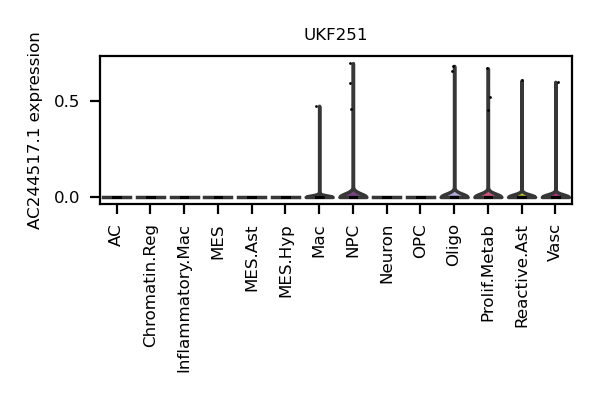 UKF251
AC244517.1 expression
0.5
0.0
AC
Chromatin.Reg
Inflammatory.Mac
MES
MES.Ast
MES.Hyp
Mac
NPC
Neuron
OPC
Oligo
Prolif.Metab
Reactive.Ast
Vasc